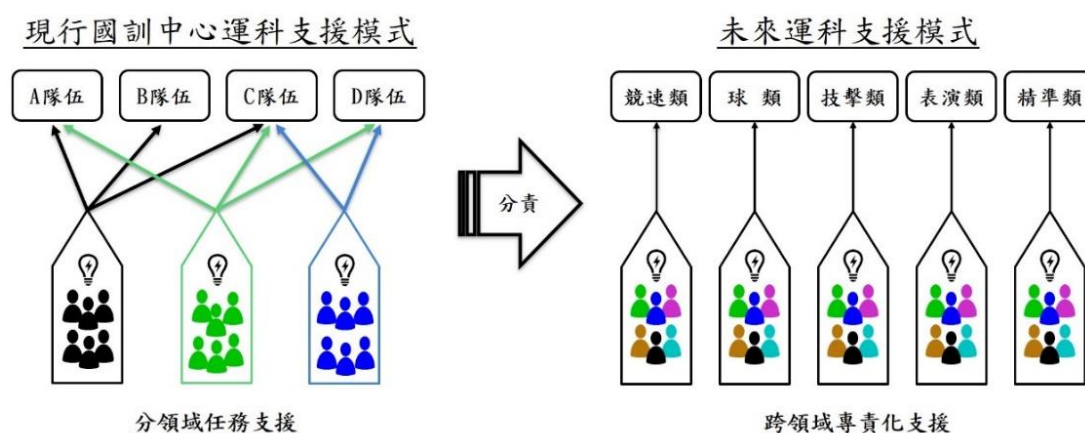 現行國訓中心運科支援模式
A隊伍
B隊伍
C隊伍
D隊伍
分領域任務支援
分責
未來運科支援模式
競速類
球 類
技擊類
表演類
精準類
跨領域專責化支援